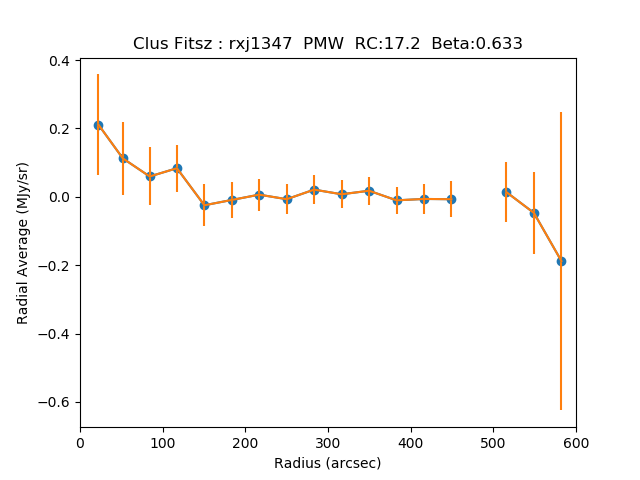 Clus Fitsz : rxj1347  PMW  RC:17.2  Beta:0.633
Radial Average (MJy/sr)
0.4
0.2
0.0
−0.2
−0.4
−0.6
0 100 200 300 400 500 600
Radius (arcsec)